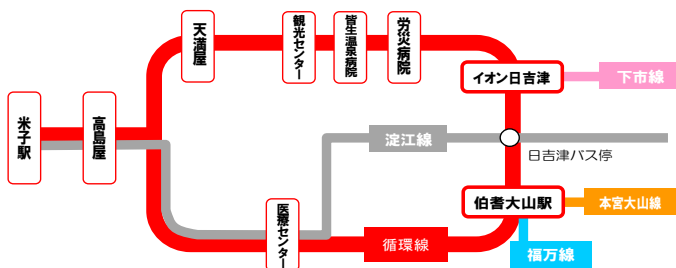 米子駅
高島屋
天満屋
観光センター
皆生温泉病院
労災病院
イオン日吉津
下市線
淀江線
日吉津バス停
伯耆大山駅
本宮大山線
医療センター
循環線
福万線